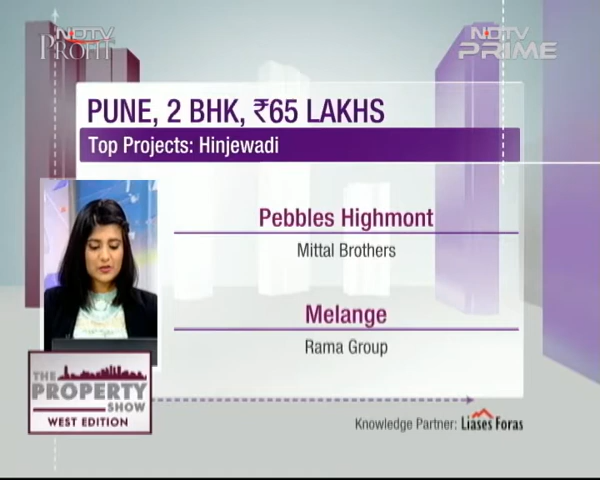 NDTV
PROFIT
NDTV
PRIME
PUNE, 2 BHK, ₹65 LAKHS
Top Projects: Hinjewadi
Pebbles Highmont
Mittal Brothers
Melange
Rama Group
THE
PROPERTY
SHOW
WEST EDITION
Knowledge Partner: Liases Foras